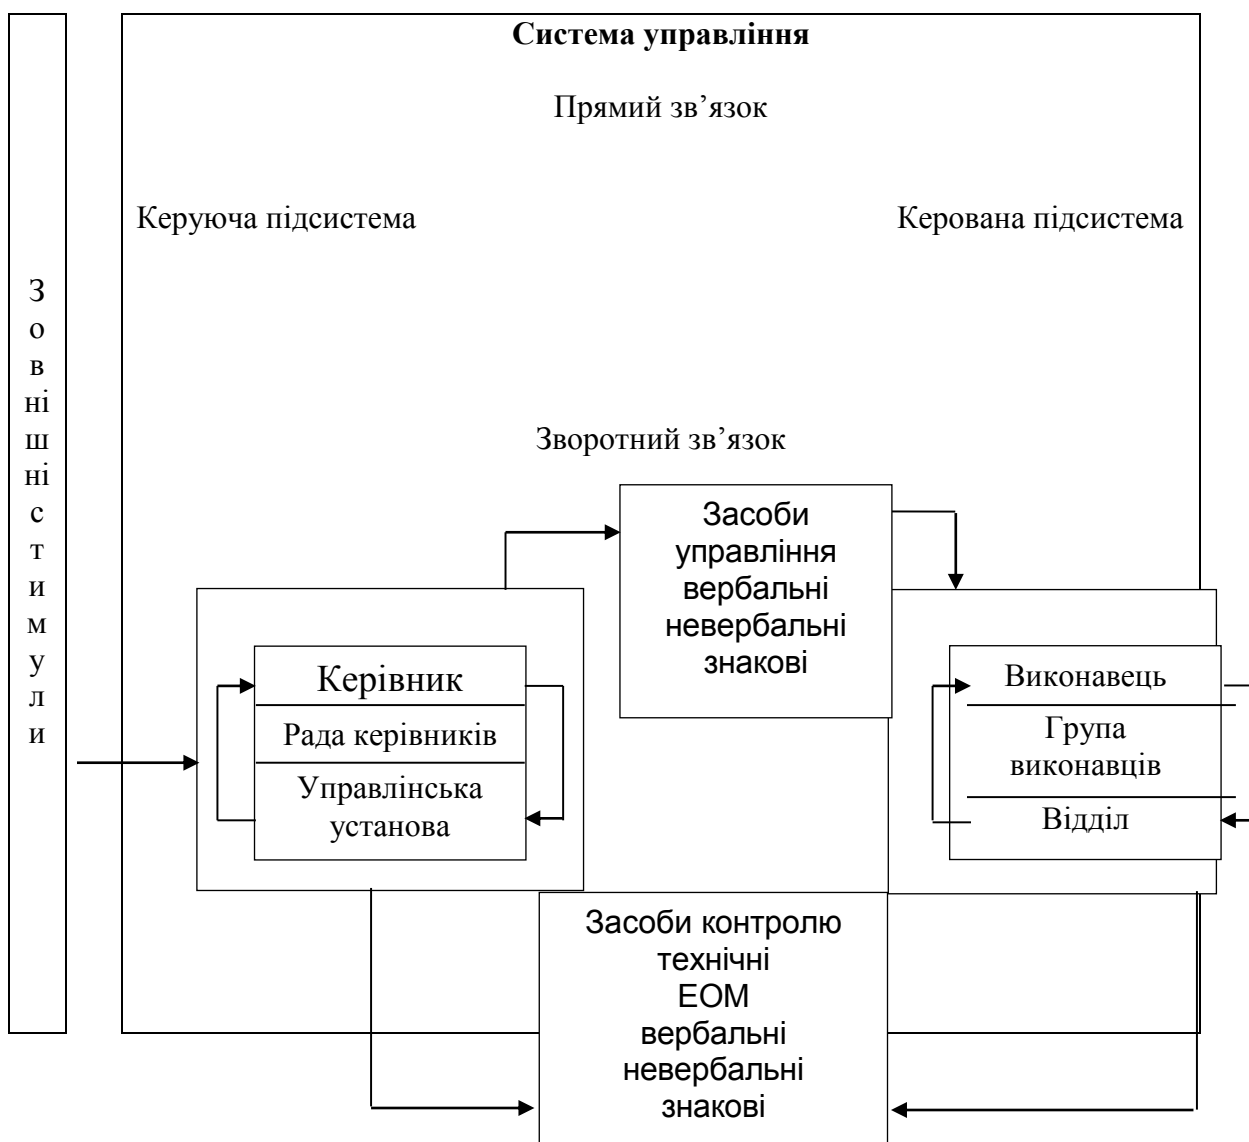 Система управління
Прямий зв’язок
Керуюча підсистема
Керована підсистема
З
о
в
ні
ш
ні
с
т
и
м
у
л
и
Зворотний зв’язок
Засоби
управління
вербальні
невербальні
знакові
Керівник
Рада керівників
Управлінська
установа
Виконавець
Група
виконавців
Відділ
Засоби контролю
технічні
ЕОМ
вербальні
невербальні
знакові